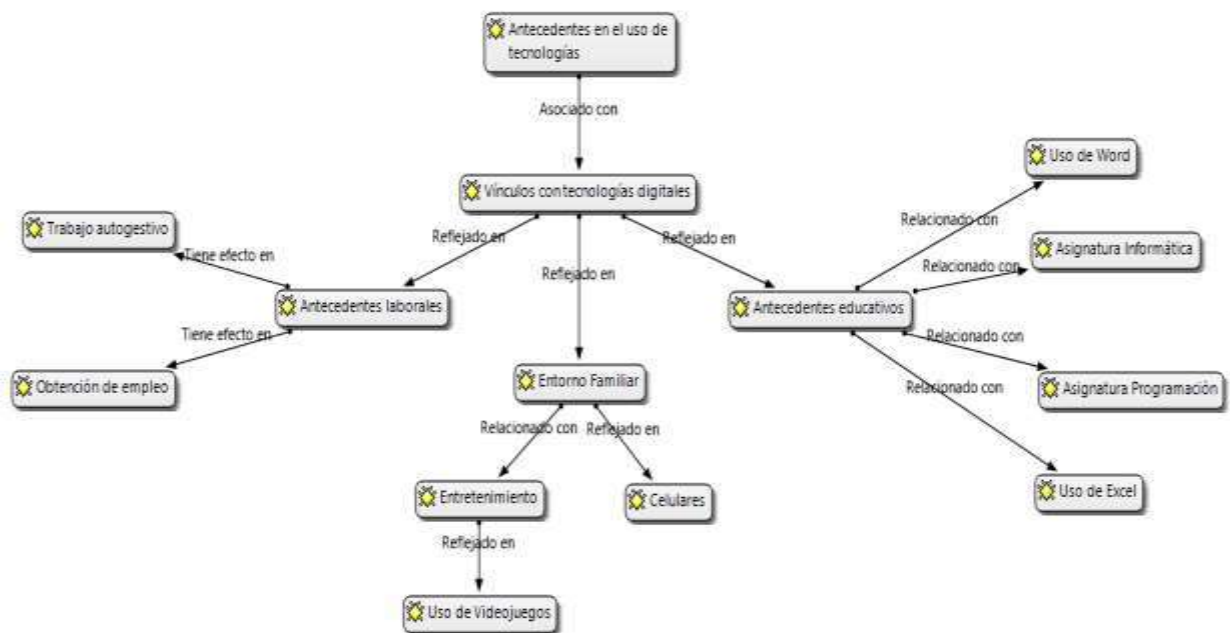 Antecedentes en el uso de
tecnologías
Asociado con
Vínculos con tecnologías digitales
Reflejado en
Reflejado en
Reflejado en
Trabajo autogestivo
Tiene efecto en
Antecedentes laborales
Tiene efecto en
Obtención de empleo
Entorno Familiar
Relacionado con
Reflejado en
Entretenimiento
Celulares
Reflejado en
Uso de Videojuegos
Antecedentes educativos
Relacionado con
Uso de Word
Relacionado con
Asignatura Informática
Relacionado con
Asignatura Programación
Relacionado con
Uso de Excel